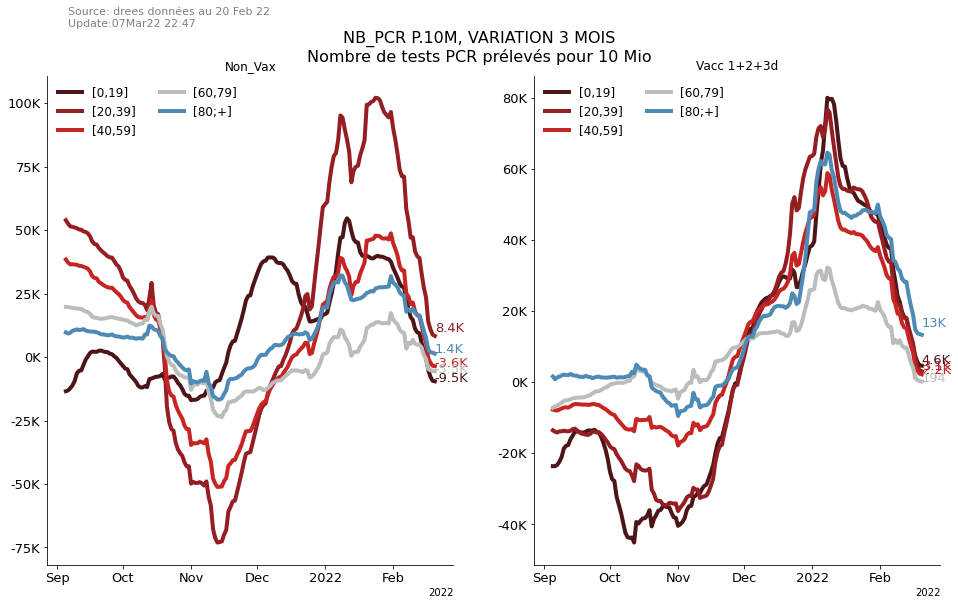 Source: drees données au 20 Feb 22
Update:07Mar22 22:47
NB_PCR P.10M, VARIATION 3 MOIS
Nombre de tests PCR prélevés pour 10 Mio
Non_Vax
[0,19]
[20,39]
[40,59]
[60,79]
[80;+]
100K
75K
50K
25K
0K
-25K
-50K
-75K
8.4K
1.4K
-3.6K
-9.5K
Sep Oct Nov Dec 2022 Feb
2022
Vacc 1+2+3d
[0,19]
[20,39]
[40,59]
[60,79]
[80;+]
80K
60K
40K
20K
0K
-20K
-40K
13K
4.6K
194
Sep Oct Nov Dec 2022 Feb
2022